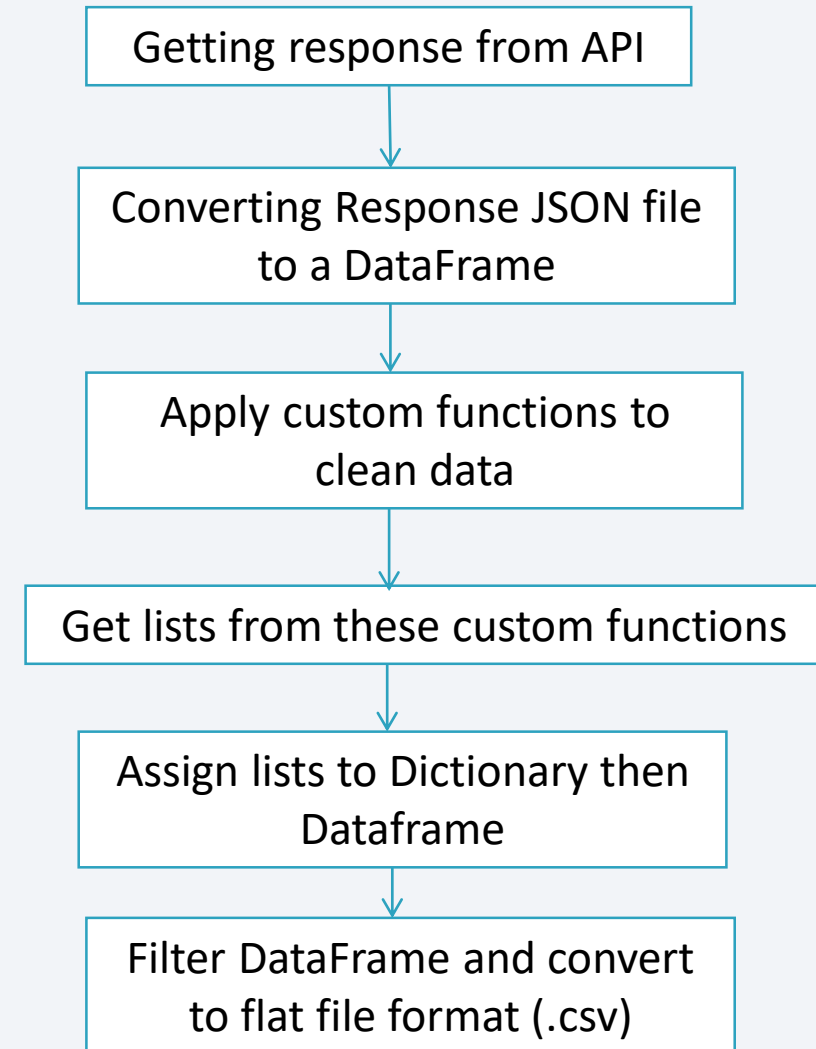 Getting response from API
Converting Response JSON file
to a DataFrame
Apply custom functions to
clean data
Get lists from these custom functions
Assign lists to Dictionary then
Dataframe
Filter DataFrame and convert
to flat file format (.csv)